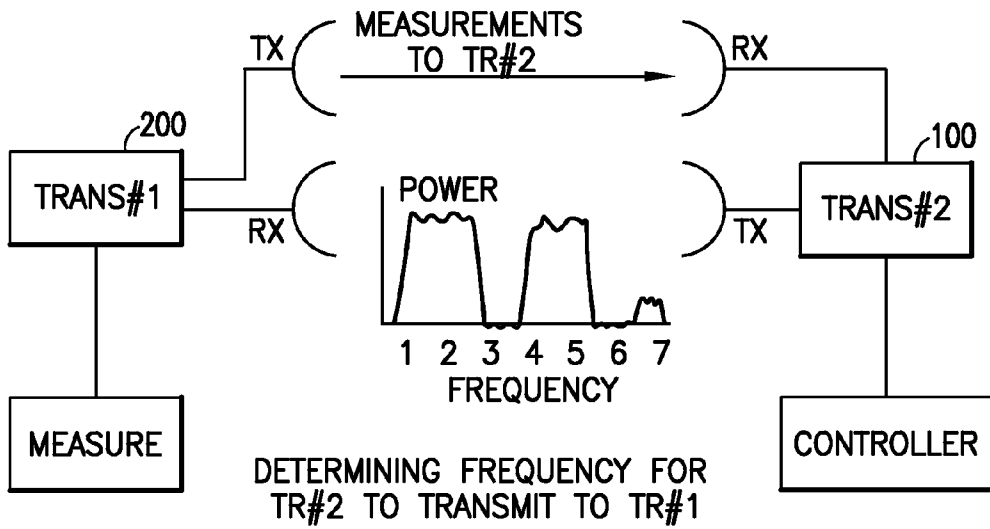 MEASUREMENTS
TO TR#2
TX
RX
200
100
TRANS#1
TRANS#2
RX
POWER
TX
1 2 3 4 5 6 7
FREQUENCY
MEASURE
CONTROLLER
DETERMINING FREQUENCY FOR
TR#2 TO TRANSMIT TO TR#1